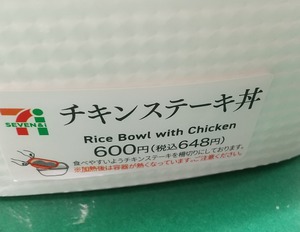 チキンステーキ丼
SEVEN&i
Rice Bowl with Chicken
600円(税込648円)
食べやすいようチキンステーキを棒切りにしております。
※加熱後は容器が熱くなっています。ご注意ください。